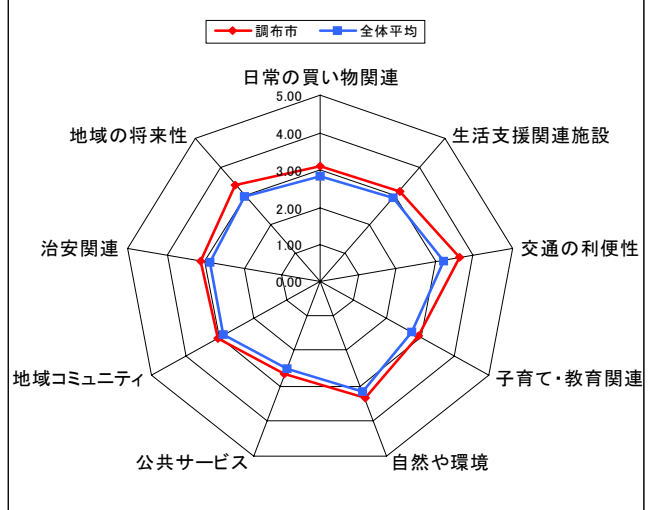 調布市 全体平均
日常の買い物関連
生活支援関連施設
交通の利便性
子育て・教育関連
自然や環境
公共サービス
地域コミュニティ
治安関連
地域の将来性
5.00
4.00
3.00
2.00
1.00
0.00